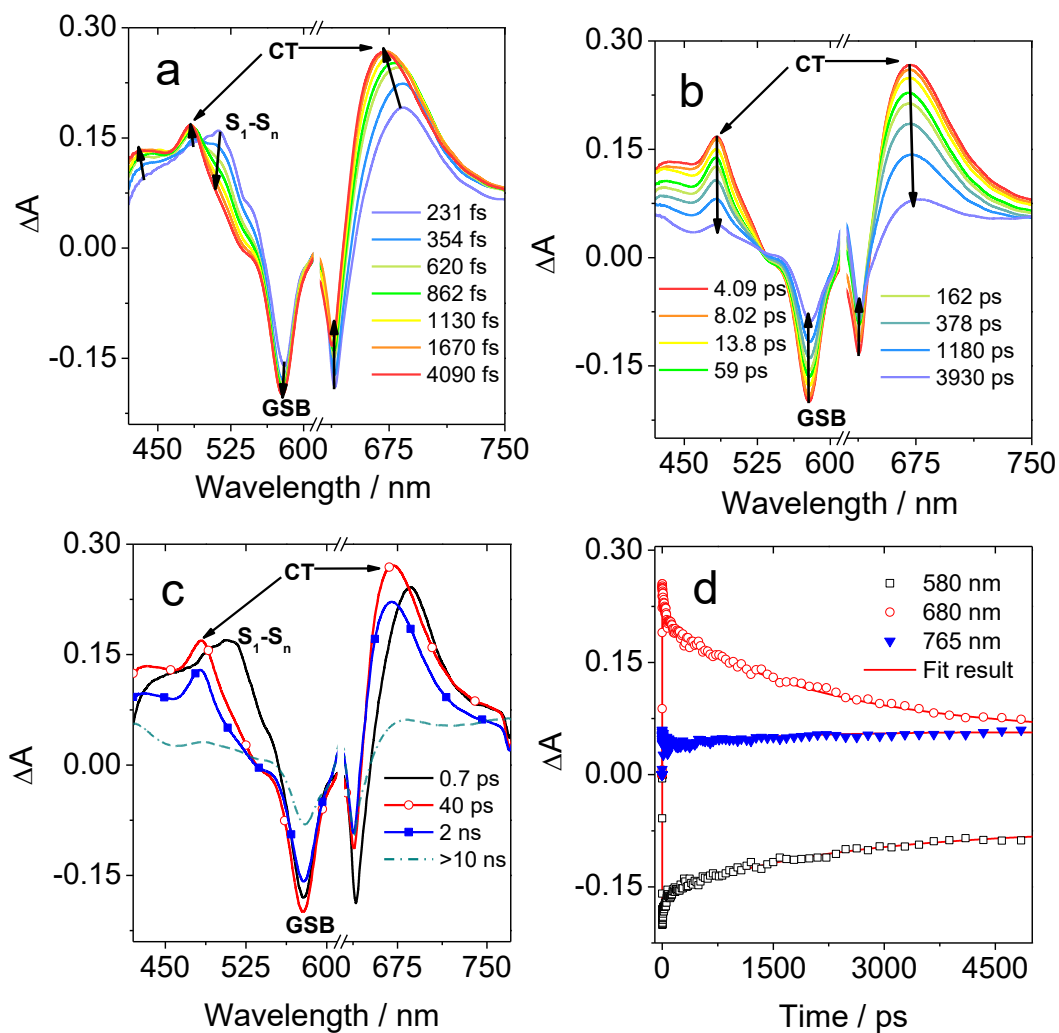 a
CT
S1-Sn
GSB
231 fs
354 fs
620 fs
862 fs
1130 fs
1670 fs
4090 fs
0.30
0.15
0.00
-0.15
ΔA
450 525 600 675 750
Wavelength / nm
b
CT
GSB
4.09 ps
8.02 ps
13.8 ps
59 ps
162 ps
378 ps
1180 ps
3930 ps
0.30
0.15
0.00
-0.15
ΔA
450 525 600 675 750
Wavelength / nm
c
CT
S1-Sn
GSB
0.7 ps
40 ps
2 ns
>10 ns
0.30
0.15
0.00
-0.15
ΔA
450 525 600 675 750
Wavelength / nm
d
580 nm
680 nm
765 nm
Fit result
0.30
0.15
0.00
-0.15
ΔA
0 1500 3000 4500
Time / ps